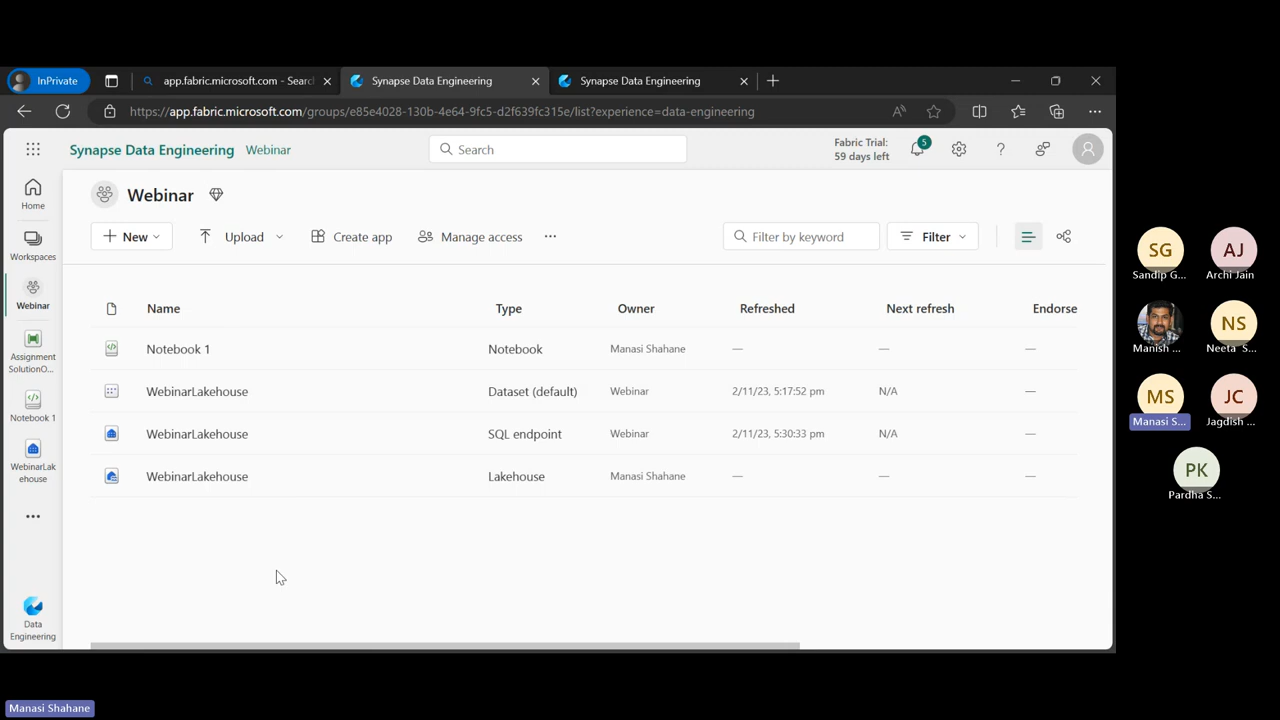 InPrivate
app.fabric.microsoft.com - Searc
Synapse Data Engineering
Synapse Data Engineering
https://app.fabric.microsoft.com/groups/e85e4028-130b-4e64-9fc5-d2f639fc315e/list?experience=data-engineering
Synapse Data Engineering Webinar
Search
Fabric Trial:
59 days left
5
Home
Workspaces
Webinar
Assignment
SolutionO...
Notebook 1
WebinarLak
ehouse
Data
Engineering
Webinar
New
Upload
Create app
Manage access
Filter by keyword
Filter
Name Type Owner Refreshed Next refresh Endorse
Notebook 1 Notebook Manasi Shahane — — —
WebinarLakehouse Dataset (default) Webinar 2/11/23, 5:17:52 pm N/A —
WebinarLakehouse SQL endpoint Webinar 2/11/23, 5:30:33 pm N/A —
WebinarLakehouse Lakehouse Manasi Shahane — — —
SG
Sandip G...
AJ
Archi Jain
Manish ...
NS
Neeta S...
MS
Manasi S...
JC
Jagdish ...
PK
Pardha S...
Manasi Shahane